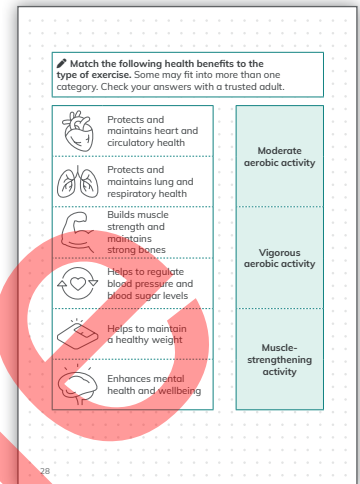 Match the following health benefits to the
type of exercise. Some may fit into more than one
category. Check your answers with a trusted adult.
Protects and
maintains heart and
circulatory health
Protects and
maintains lung and
respiratory health
Builds muscle
strength and
maintains
strong bones
Helps to regulate
blood pressure and
blood sugar levels
Helps to maintain
a healthy weight
Enhances mental
health and wellbeing
Moderate
aerobic activity
Vigorous
aerobic activity
Muscle-
strengthening
activity
28